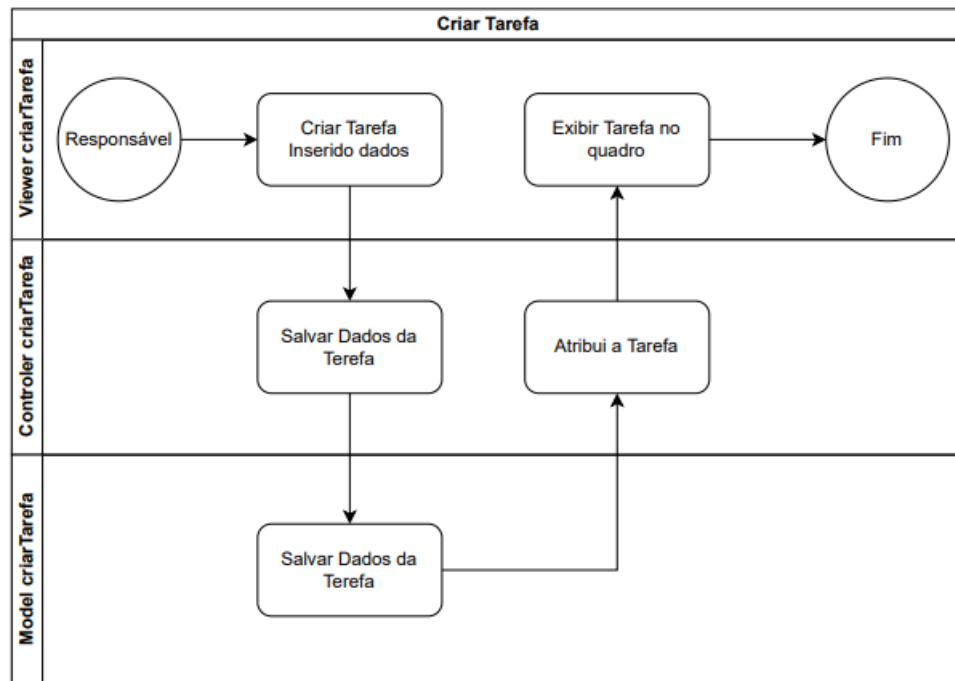 Criar Tarefa
Viewer criarTarefa
Responsável
Criar Tarefa
Inserido dados
Exibir Tarefa no
quadro
Fim
Controler criarTarefa
Salvar Dados da
Terefa
Atribui a Tarefa
Model criarTarefa
Salvar Dados da
Terefa